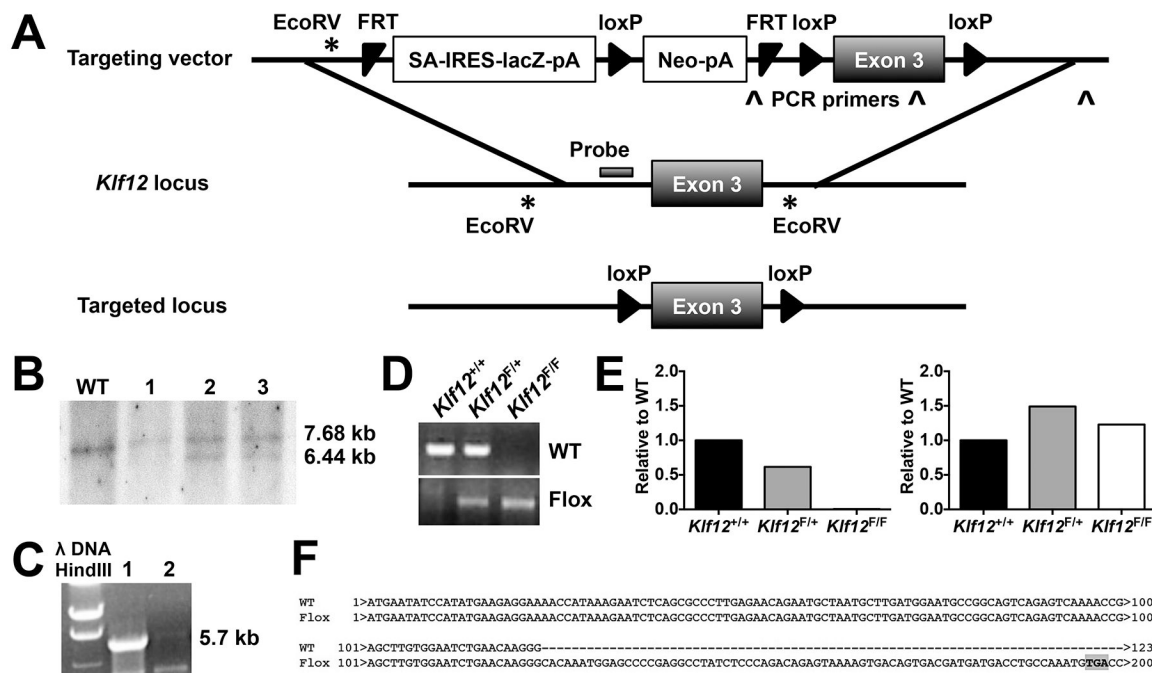 A
EcoRV FRT loxP FRT loxP loxP
Targeting vector * SA-IRES-lacZ-pA Neo-pA Exon 3
^ PCR primers ^ ^
Probe
Klf12 locus Exon 3
* *
EcoRV EcoRV
loxP loxP
Targeted locus Exon 3
B
WT 1 2 3
7.68 kb
6.44 kb
C
λ DNA
HindIII 1 2
5.7 kb
D
Klf12+/+ Klf12F/+ Klf12F/F
WT
Flox
E
Relative to WT
2.0
1.5
1.0
0.5
0.0
Klf12+/+ Klf12F/+ Klf12F/F
Relative to WT
2.0
1.5
1.0
0.5
0.0
Klf12+/+ Klf12F/+ Klf12F/F
F
WT 1>ATGAATATCCATATGAAGAGGAAAACCATAAAGAATCTCAGCGCCCTTGAGAACAGAATGCTAATGCTTGATGGAATGCCGGCAGTCAGAGTCAAAACCG>100
Flox 1>ATGAATATCCATATGAAGAGGAAAACCATAAAGAATCTCAGCGCCCTTGAGAACAGAATGCTAATGCTTGATGGAATGCCGGCAGTCAGAGTCAAAACCG>100
WT 101>AGCTTGTGGAATCTGAACAAGGG----------------------------------------------------------------------------->123
Flox 101>AGCTTGTGGAATCTGAACAAGGGCACAAATGGAGCCCCGAGGCCTATCTCCCAGACAGAGTAAAAGTGACAGTGACGATGATGACCTGCCAAATGTGACC>200